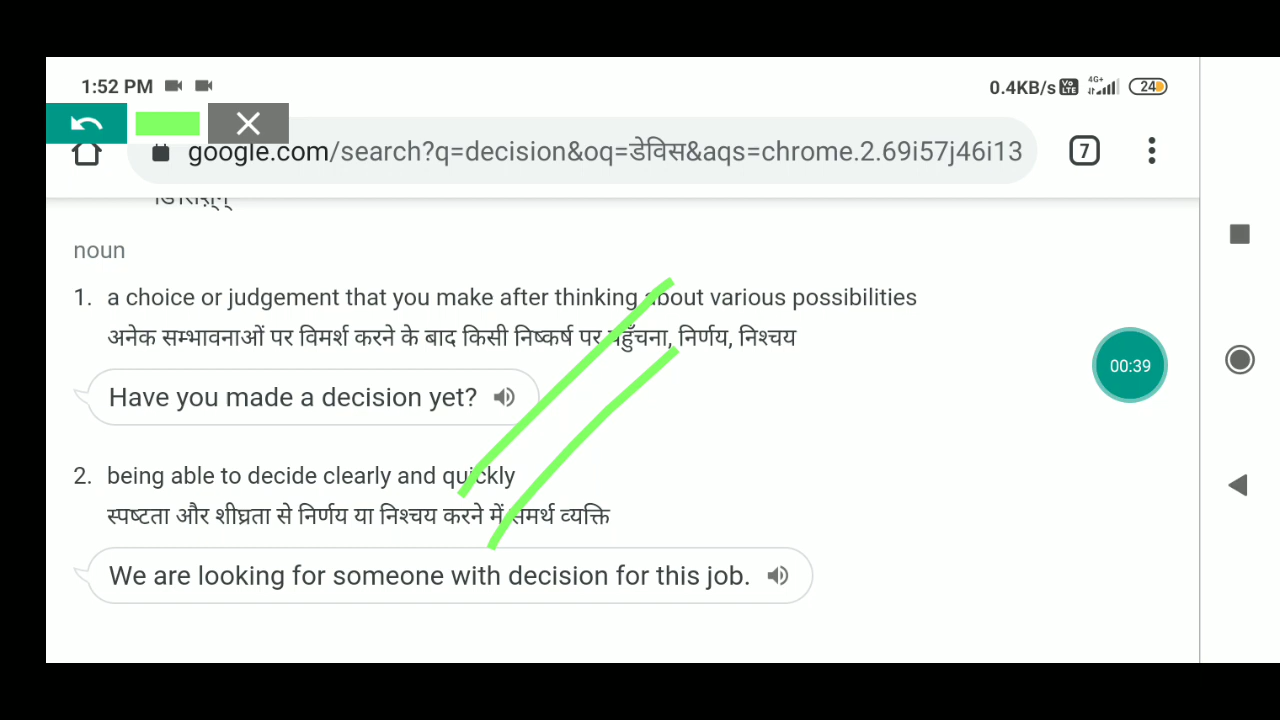 1:52 PM
0.4KB/s Vo LTE 4G+ 24
google.com/search?q=decision&oq=डेविस&aqs=chrome.2.69i57j46i13
7
noun
1. a choice or judgement that you make after thinking about various possibilities
अनेक सम्भावनाओं पर विमर्श करने के बाद किसी निष्कर्ष पर पहुँचना, निर्णय, निश्चय
Have you made a decision yet?
00:39
2. being able to decide clearly and quickly
स्पष्टता और शीघ्रता से निर्णय या निश्चय करने में समर्थ व्यक्ति
We are looking for someone with decision for this job.